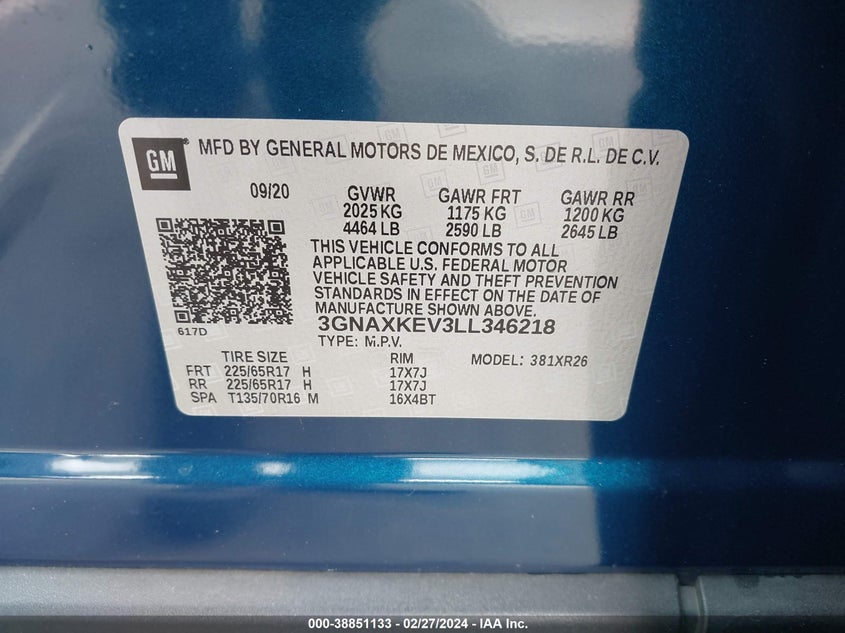 GM
MFD BY GENERAL MOTORS DE MEXICO, S. DE R.L. DE C.V.
09/20 GVWR GAWR FRT GAWR RR
2025 KG 1175 KG 1200 KG
4464 LB 2590 LB 2645 LB
THIS VEHICLE CONFORMS TO ALL
APPLICABLE U.S. FEDERAL MOTOR
VEHICLE SAFETY AND THEFT PREVENTION
STANDARDS IN EFFECT ON THE DATE OF
MANUFACTURE SHOWN ABOVE.
617D
3GNAXKEV3LL346218
TYPE: M.P.V.
TIRE SIZE RIM MODEL: 381XR26
FRT 225/65R17 H 17X7J
RR 225/65R17 H 17X7J
SPA T135/70R16 M 16X4BT
000-38851133 - 02/27/2024 - IAA Inc.